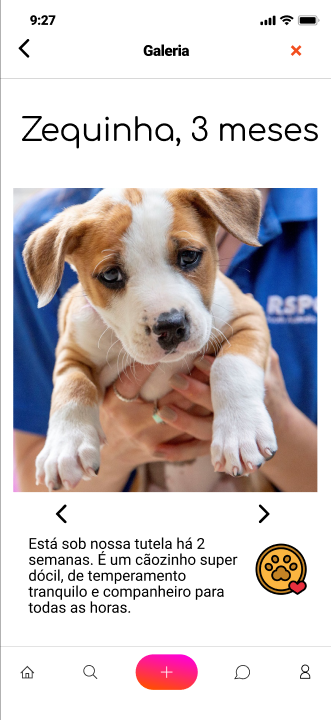 9:27
Galeria
Zequinha, 3 meses
RSPC
Está sob nossa tutela há 2
semanas. É um cãozinho super
dócil, de temperamento
tranquilo e companheiro para
todas as horas.